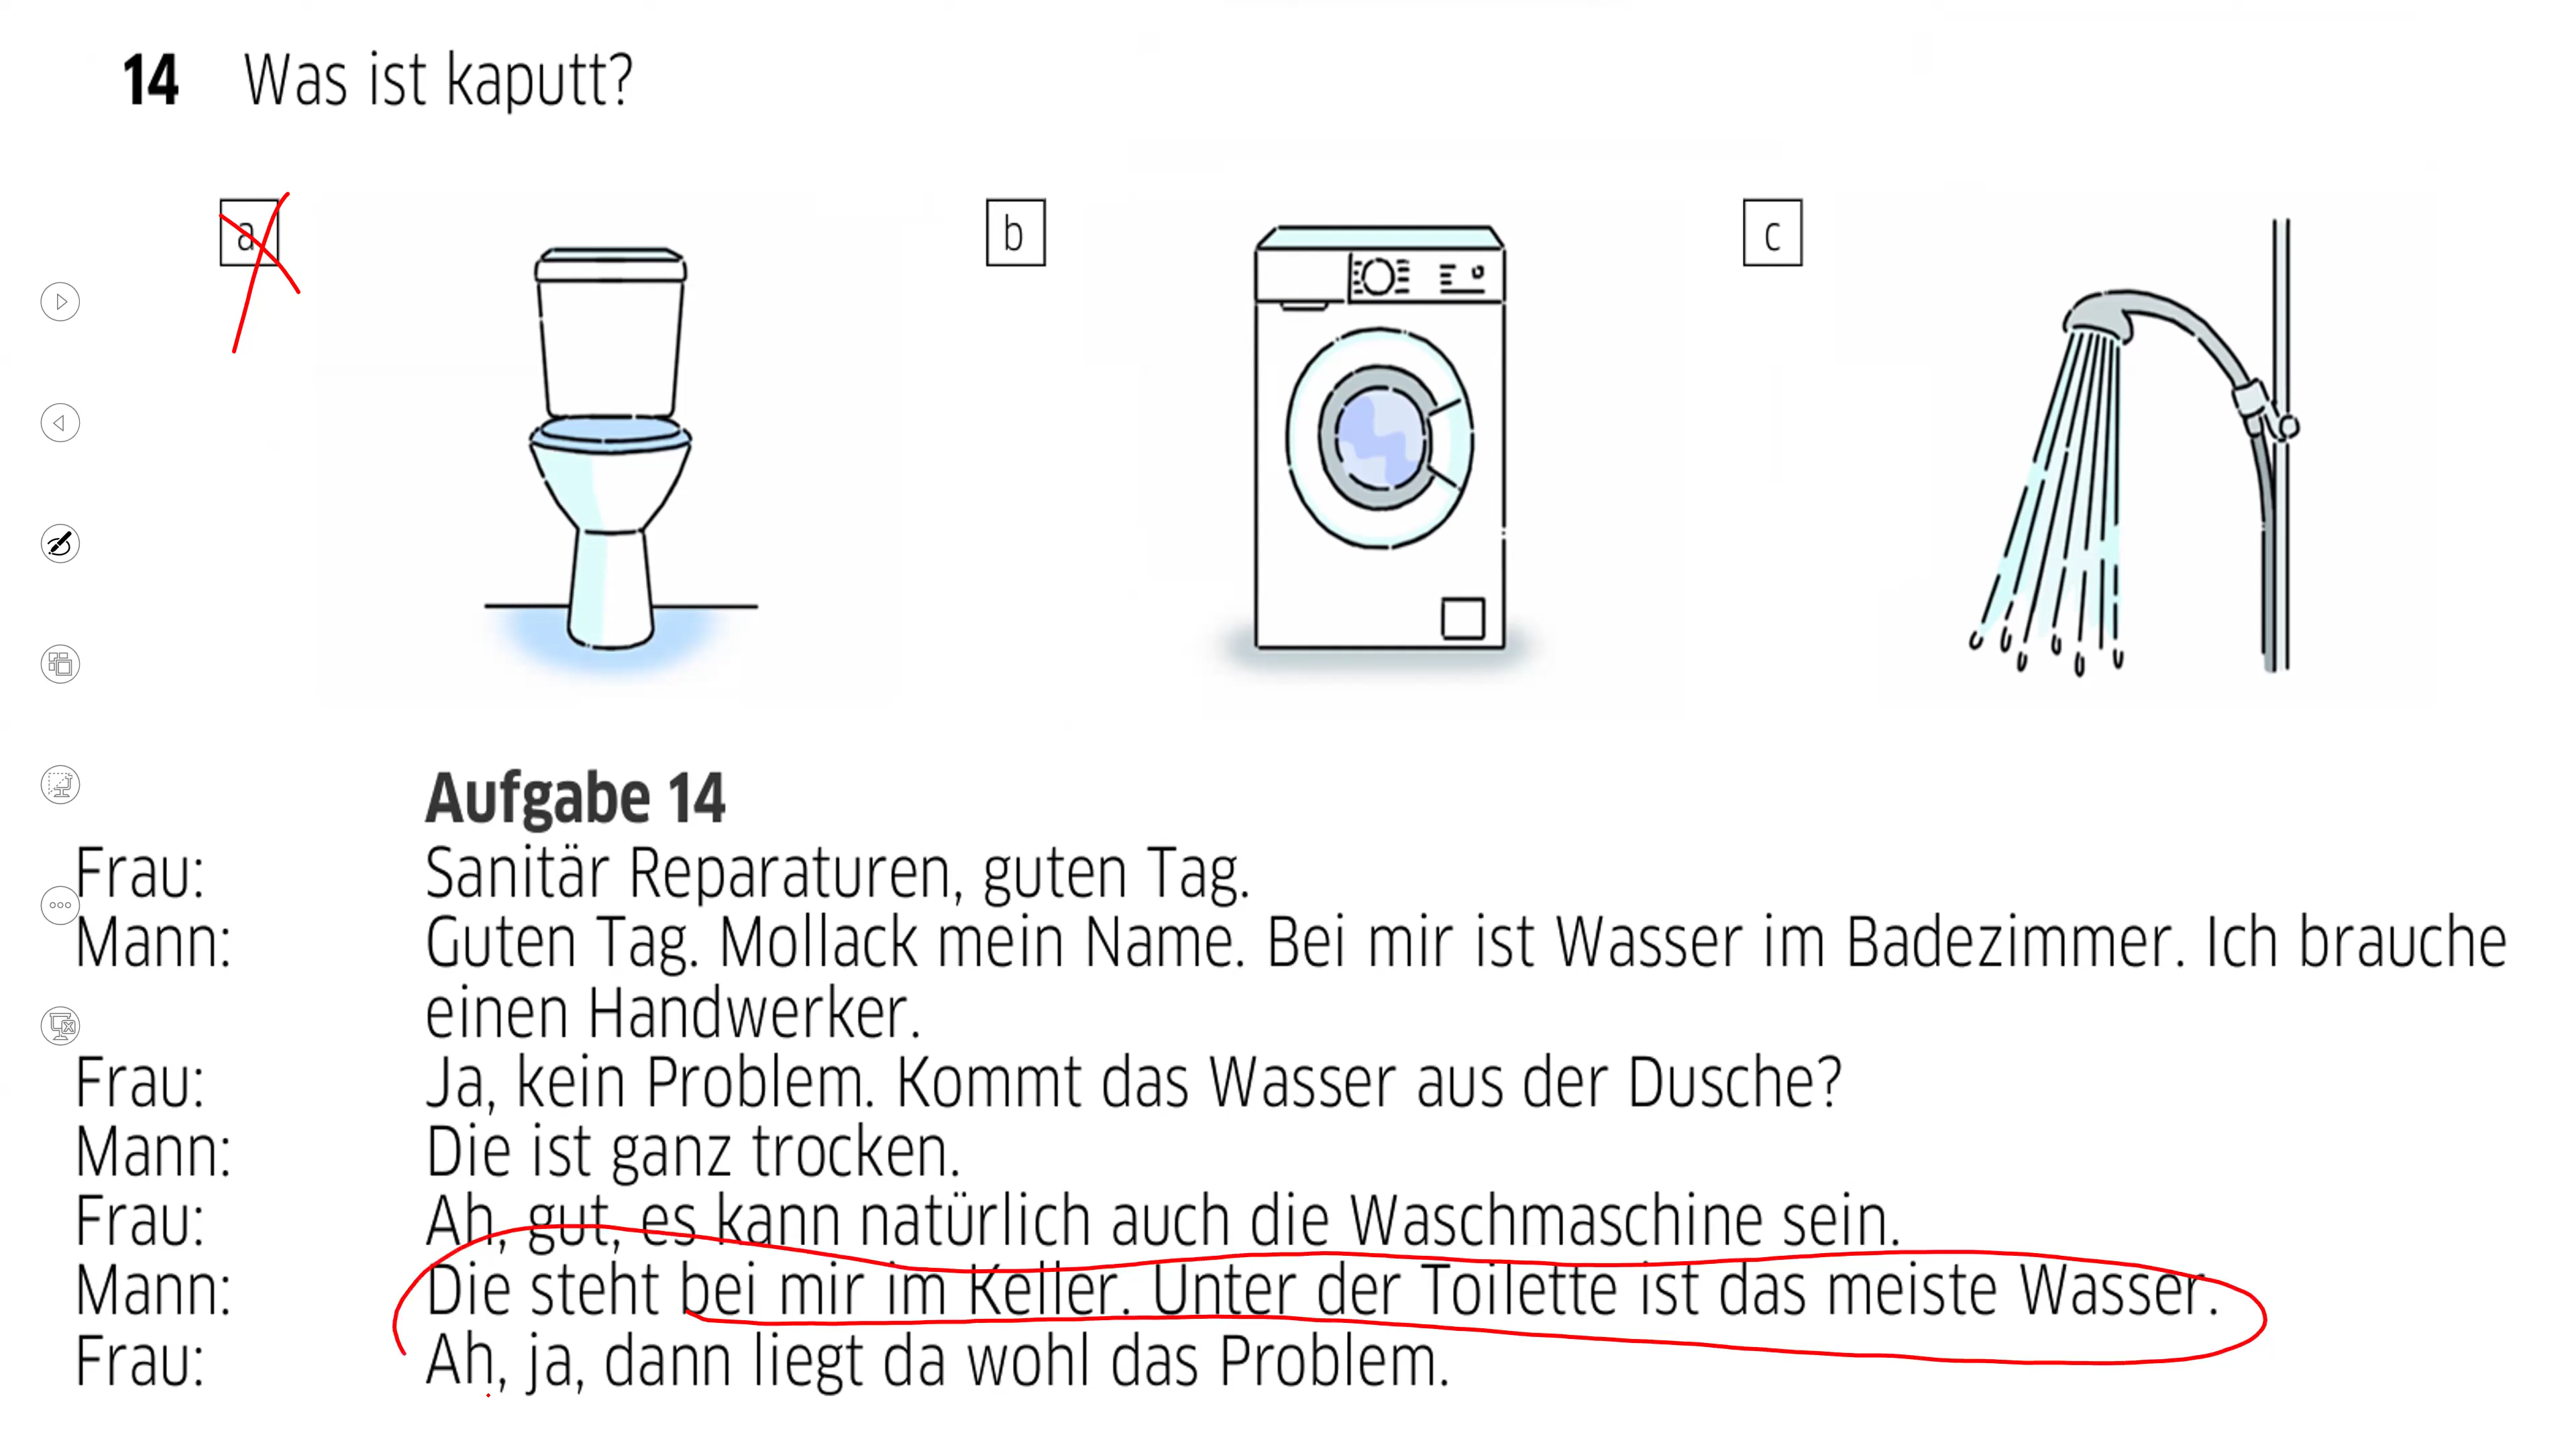 14 Was ist kaputt?
a b c
Aufgabe 14
Frau: Sanitär Reparaturen, guten Tag.
Mann: Guten Tag. Mollack mein Name. Bei mir ist Wasser im Badezimmer. Ich brauche
einen Handwerker.
Frau: Ja, kein Problem. Kommt das Wasser aus der Dusche?
Mann: Die ist ganz trocken.
Frau: Ah, gut, es kann natürlich auch die Waschmaschine sein.
Mann: Die steht bei mir im Keller. Unter der Toilette ist das meiste Wasser.
Frau: Ah, ja, dann liegt da wohl das Problem.